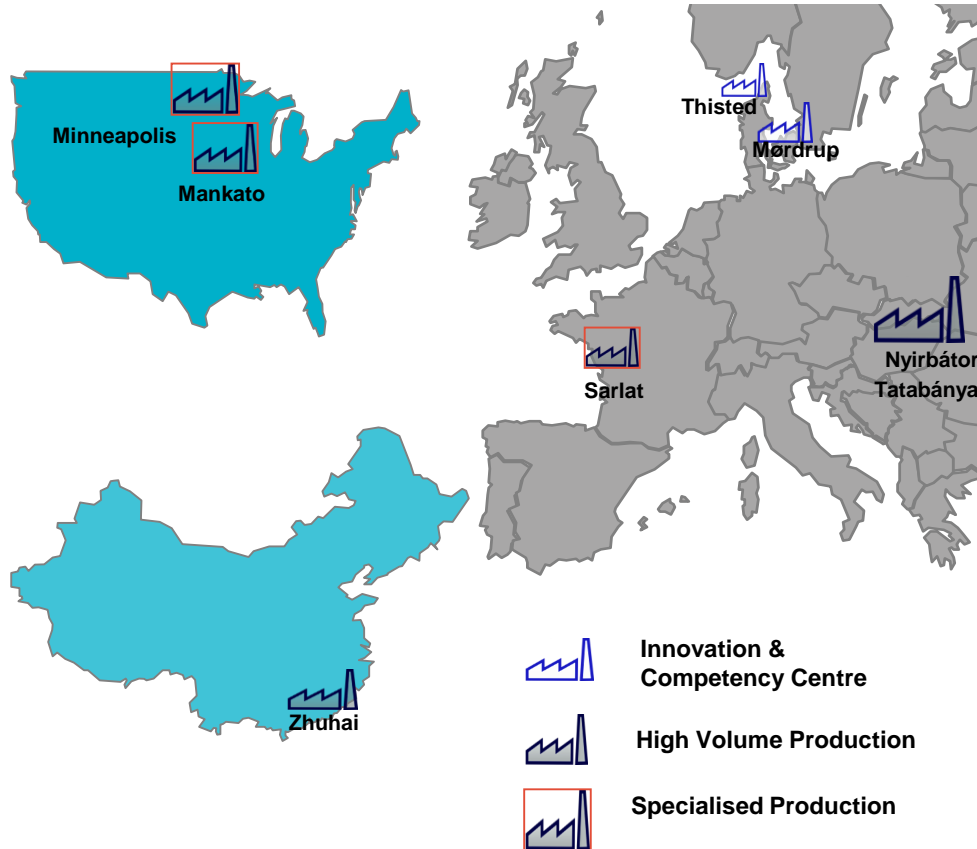 Minneapolis
Mankato
Thisted
Mørdrup
Nyirbátor
Tatabánya
Sarlat
Zhuhai
Innovation &
Competency Centre
High Volume Production
Specialised Production